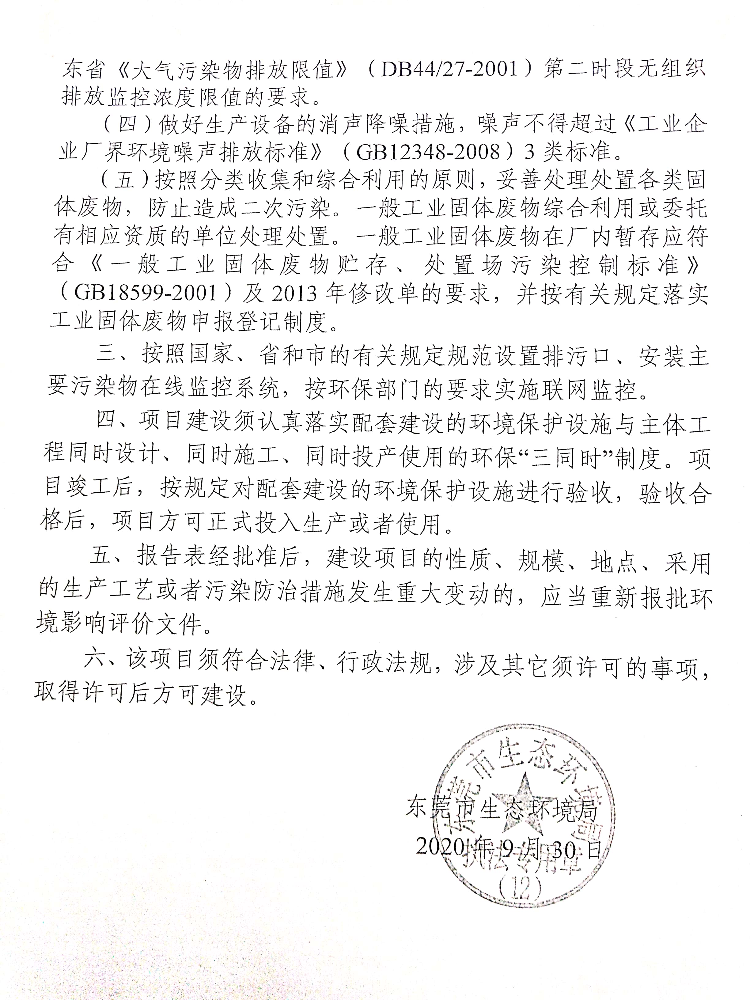 东省《大气污染物排放限值》（DB44/27-2001）第二时段无组织
排放监控浓度限值的要求。
（四）做好生产设备的消声降噪措施，噪声不得超过《工业企
业厂界环境噪声排放标准》（GB12348-2008）3 类标准。
（五）按照分类收集和综合利用的原则，妥善处理处置各类固
体废物，防止造成二次污染。一般工业固体废物综合利用或委托
有相应资质的单位处理处置。一般工业固体废物在厂内暂存应符
合《一般工业固体废物贮存、处置场污染控制标准》
（GB18599-2001）及 2013 年修改单的要求，并按有关规定落实
工业固体废物申报登记制度。
三、按照国家、省和市的有关规定规范设置排污口、安装主
要污染物在线监控系统，按环保部门的要求实施联网监控。
四、项目建设须认真落实配套建设的环境保护设施与主体工
程同时设计、同时施工、同时投产使用的环保“三同时”制度。项
目竣工后，按规定对配套建设的环境保护设施进行验收，验收合
格后，项目方可正式投入生产或者使用。
五、报告表经批准后，建设项目的性质、规模、地点、采用
的生产工艺或者污染防治措施发生重大变动的，应当重新报批环
境影响评价文件。
六、该项目须符合法律、行政法规，涉及其它须许可的事项，
取得许可后方可建设。
东莞市生态环境局
东莞市生态环境局
2020 年 9 月 30 日
执法专用章
（12）